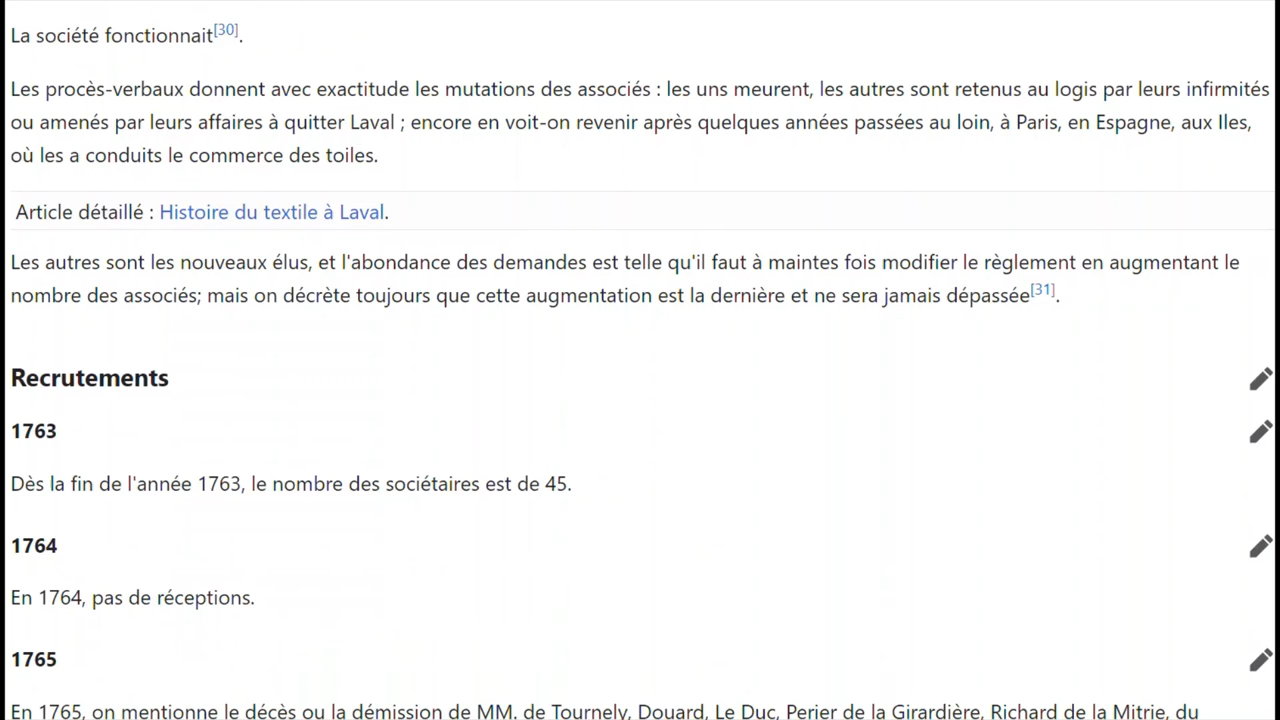 La société fonctionnait[30].
Les procès-verbaux donnent avec exactitude les mutations des associés : les uns meurent, les autres sont retenus au logis par leurs infirmités
ou amenés par leurs affaires à quitter Laval ; encore en voit-on revenir après quelques années passées au loin, à Paris, en Espagne, aux Iles,
où les a conduits le commerce des toiles.
Article détaillé : Histoire du textile à Laval.
Les autres sont les nouveaux élus, et l'abondance des demandes est telle qu'il faut à maintes fois modifier le règlement en augmentant le
nombre des associés; mais on décrète toujours que cette augmentation est la dernière et ne sera jamais dépassée[31].
Recrutements
1763
Dès la fin de l'année 1763, le nombre des sociétaires est de 45.
1764
En 1764, pas de réceptions.
1765
En 1765, on mentionne le décès ou la démission de MM. de Tournely, Douard, Le Duc, Perier de la Girardière, Richard de la Mitrie, du